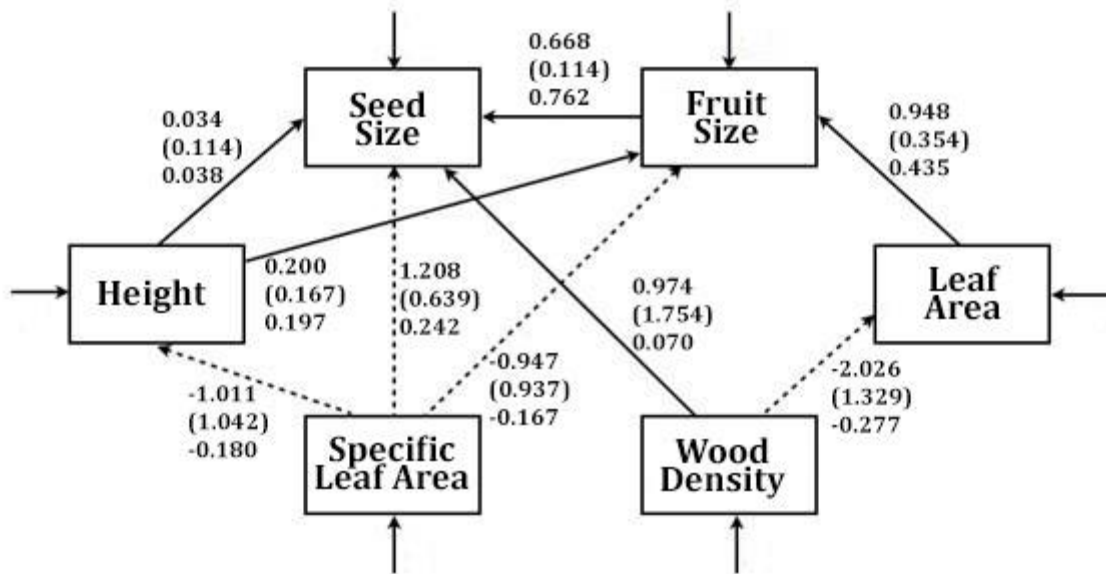 0.668
(0.114)
0.762
Seed
Size
Fruit
Size
0.034
(0.114)
0.038
0.948
(0.354)
0.435
Height
0.200
(0.167)
0.197
1.208
(0.639)
0.242
0.974
(1.754)
0.070
Leaf
Area
-1.011
(1.042)
-0.180
-0.947
(0.937)
-0.167
-2.026
(1.329)
-0.277
Specific
Leaf Area
Wood
Density